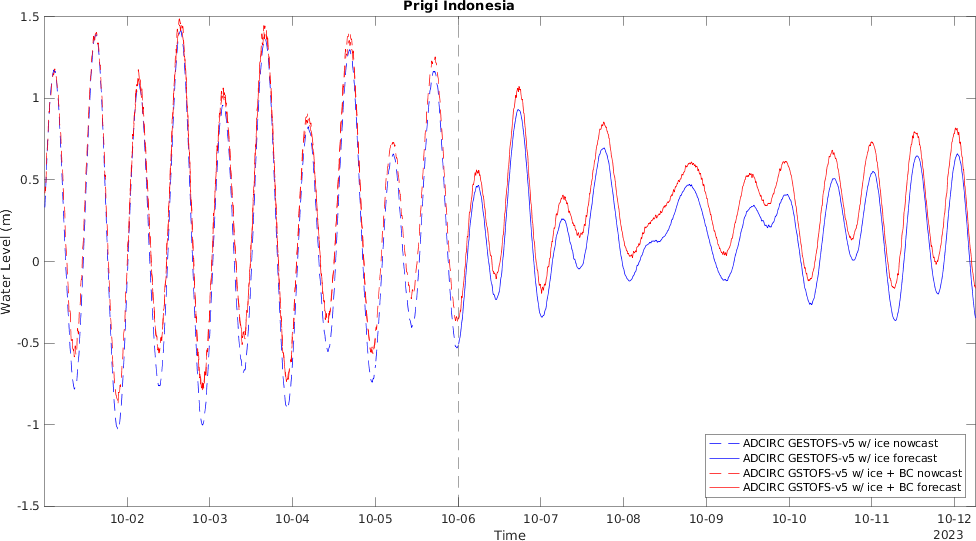 Prigi Indonesia
1.5
1
0.5
0
-0.5
-1
-1.5
Water Level (m)
10-02 10-03 10-04 10-05 10-06 10-07 10-08 10-09 10-10 10-11 10-12
Time
2023
ADCIRC GESTOFS-v5 w/ ice nowcast
ADCIRC GESTOFS-v5 w/ ice forecast
ADCIRC GSTOFS-v5 w/ ice + BC nowcast
ADCIRC GSTOFS-v5 w/ ice + BC forecast